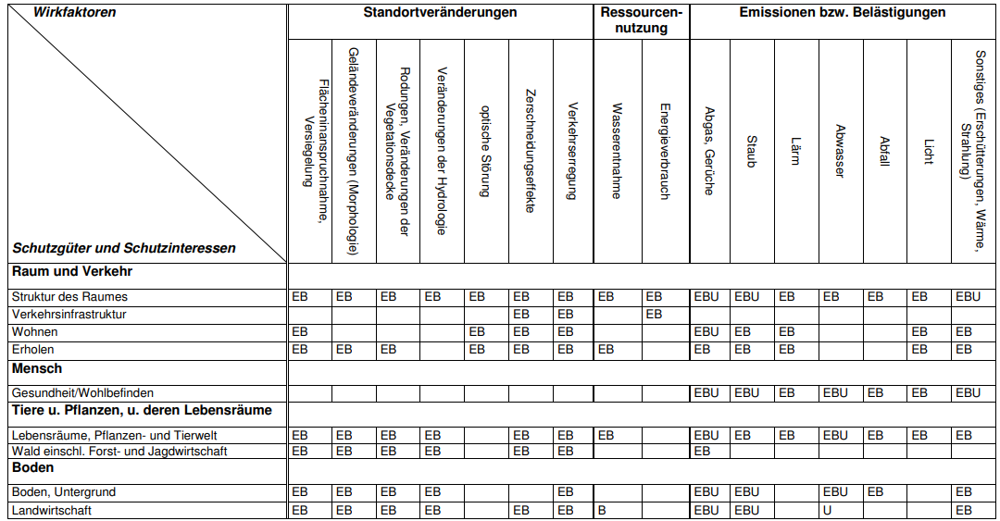 Wirkfaktoren
Standortveränderungen
Ressourcen-
nutzung
Emissionen bzw. Belästigungen
Flächeninanspruchnahme,
Versiegelung
Geländeveränderungen (Morphologie)
Rodungen, Veränderungen der
Vegetationsdecke
Veränderungen der Hydrologie
optische Störung
Zerschneidungseffekte
Verkehrserregung
Wasserentnahme
Energieverbrauch
Abgas, Gerüche
Staub
Lärm
Abwasser
Abfall
Licht
Sonstiges (Erschütterungen, Wärme,
Strahlung)
Schutzgüter und Schutzinteressen
Raum und Verkehr
Struktur des Raumes EB EB EB EB EB EB EB EB EB EBU EBU EB EB EB EB EBU
Verkehrsinfrastruktur EB EB EB
Wohnen EB EB EB EB EBU EB EB EB EB
Erholen EB EB EB EB EB EB EB EB EB EB EB EB
Mensch
Gesundheit/Wohlbefinden EBU EBU EB EBU EB EB EBU
Tiere u. Pflanzen, u. deren Lebensräume
Lebensräume, Pflanzen- und Tierwelt EB EB EB EB EB EB EB EBU EB EB EBU EB EB EB
Wald einschl. Forst- und Jagdwirtschaft EB EB EB EB EB EB EB
Boden
Boden, Untergrund EB EB EB EB EB EBU EBU EBU EB EB
Landwirtschaft EB EB EB EB EB EB B EBU EBU U EB